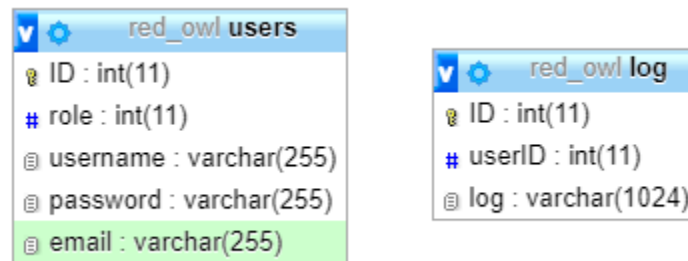 v red_owl users
ID : int(11)
# role : int(11)
username : varchar(255)
password : varchar(255)
email : varchar(255)
v red_owl log
ID : int(11)
# userID : int(11)
log : varchar(1024)